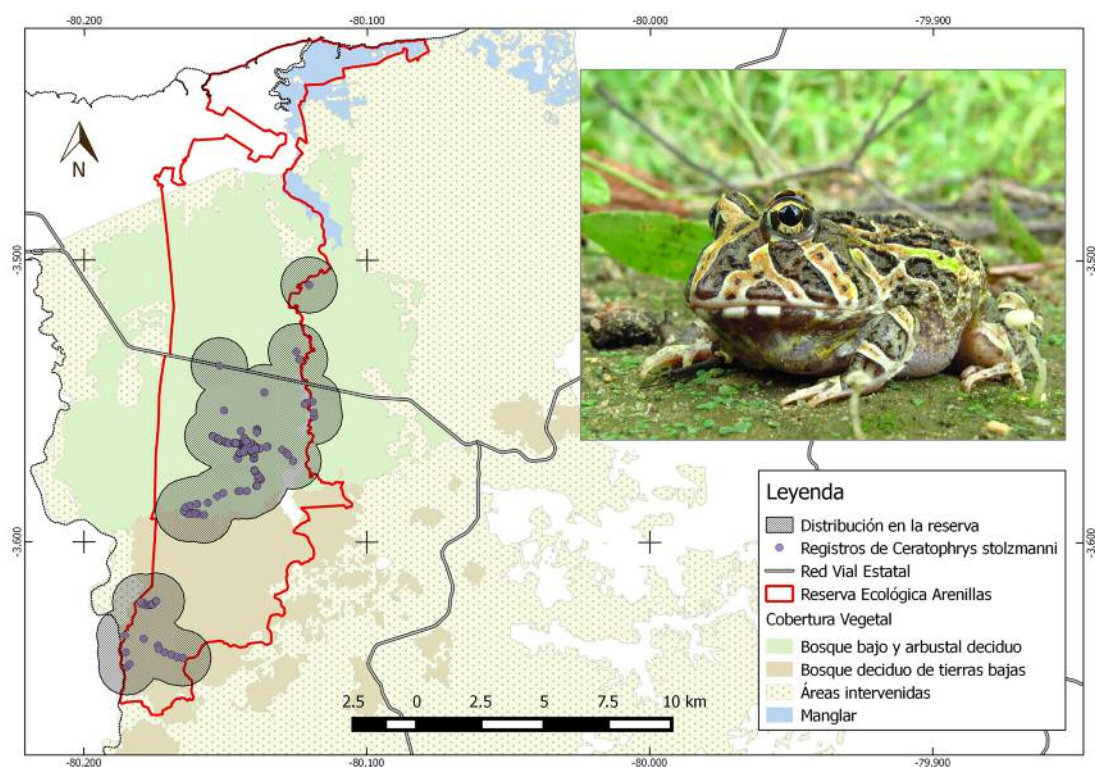 -80.200 -80.100 -80.000 -79.900
N
-3.500 -3.500
-3.600 -3.600
2.5 0 2.5 5 7.5 10 km
Leyenda
Distribución en la reserva
Registros de Ceratophrys stolzmanni
Red Vial Estatal
Reserva Ecológica Arenillas
Cobertura Vegetal
Bosque bajo y arbustal deciduo
Bosque deciduo de tierras bajas
Áreas intervenidas
Manglar
-80.200 -80.100 -80.000 -79.900